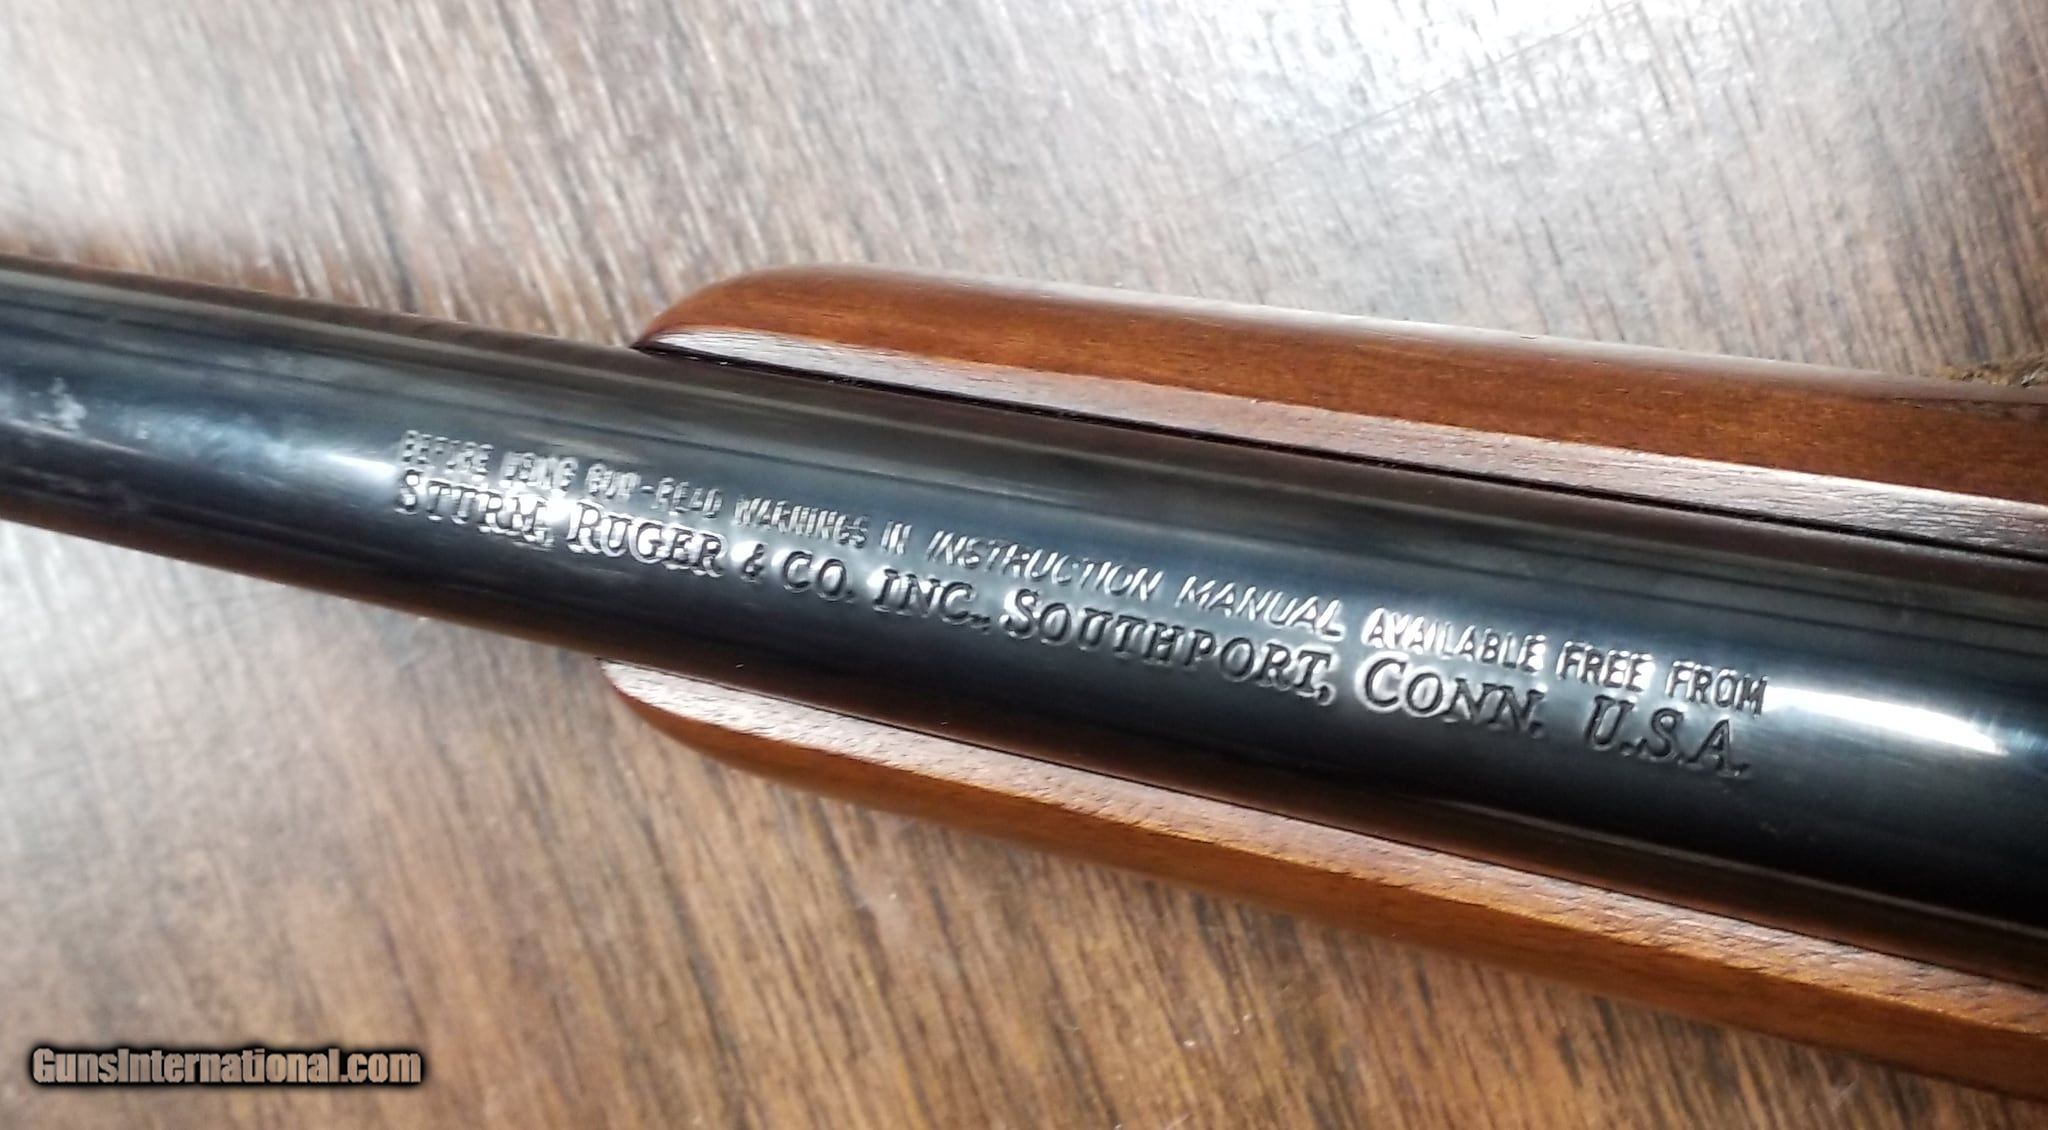 BEFORE USING GUN-READ WARNINGS IN INSTRUCTION MANUAL AVAILABLE FREE FROM
STURM, RUGER & CO. INC., SOUTHPORT, CONN. U.S.A.
GunsInternational.com